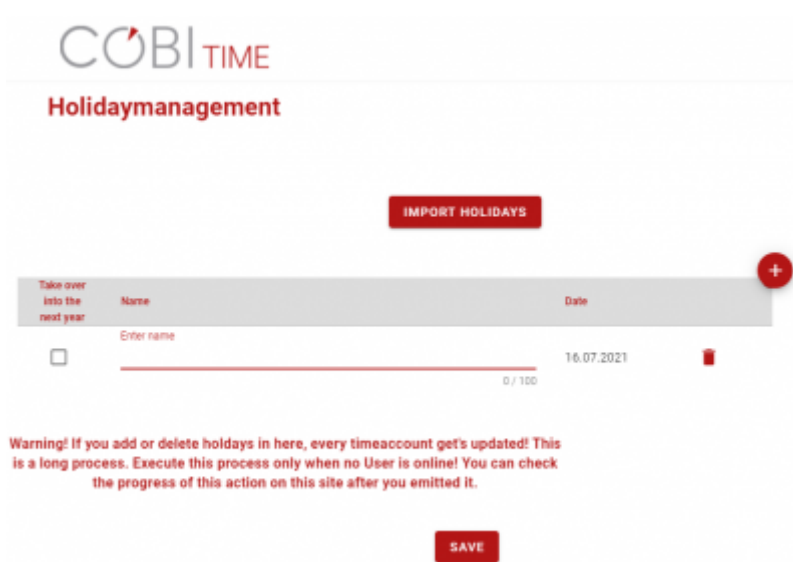 COBI TIME
Holidaymanagement
IMPORT HOLIDAYS
+
Take over
into the
next year
Name
Date
Enter name
16.07.2021
0 / 100
Warning! If you add or delete holdays in here, every timeaccount get's updated! This
is a long process. Execute this process only when no User is online! You can check
the progress of this action on this site after you emitted it.
SAVE